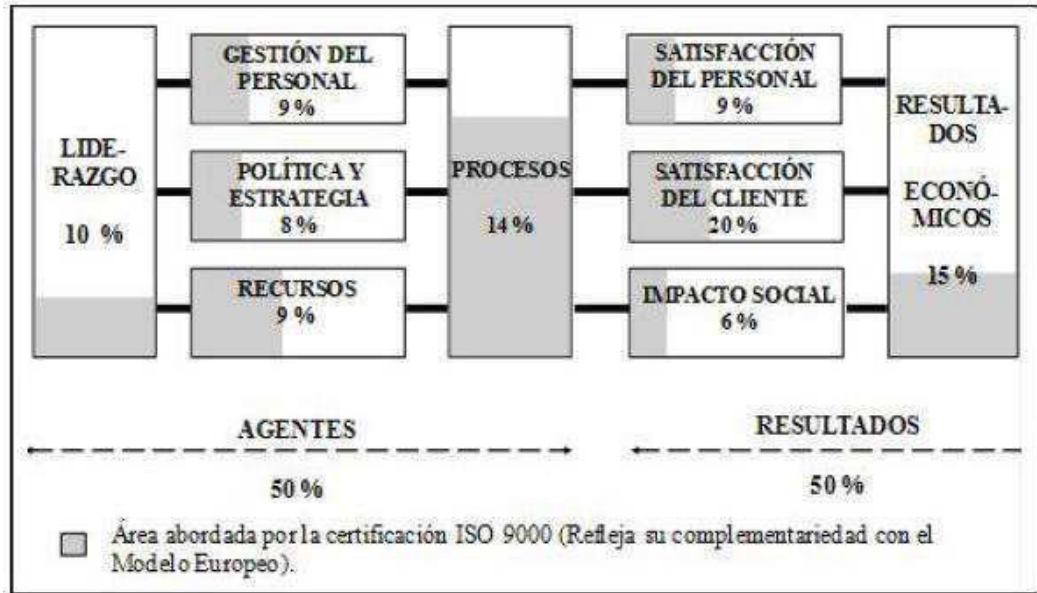 LIDE-
RAZGO
10 %
GESTIÓN DEL
PERSONAL
9 %
POLÍTICA Y
ESTRATEGIA
8 %
RECURSOS
9 %
PROCESOS
14 %
SATISFACCIÓN
DEL PERSONAL
9 %
SATISFACCIÓN
DEL CLIENTE
20 %
IMPACTO SOCIAL
6 %
RESULTA-
DOS
ECONÓ-
MICOS
15 %
AGENTES
50 %
RESULTADOS
50 %
Área abordada por la certificación ISO 9000 (Refleja su complementariedad con el
Modelo Europeo).